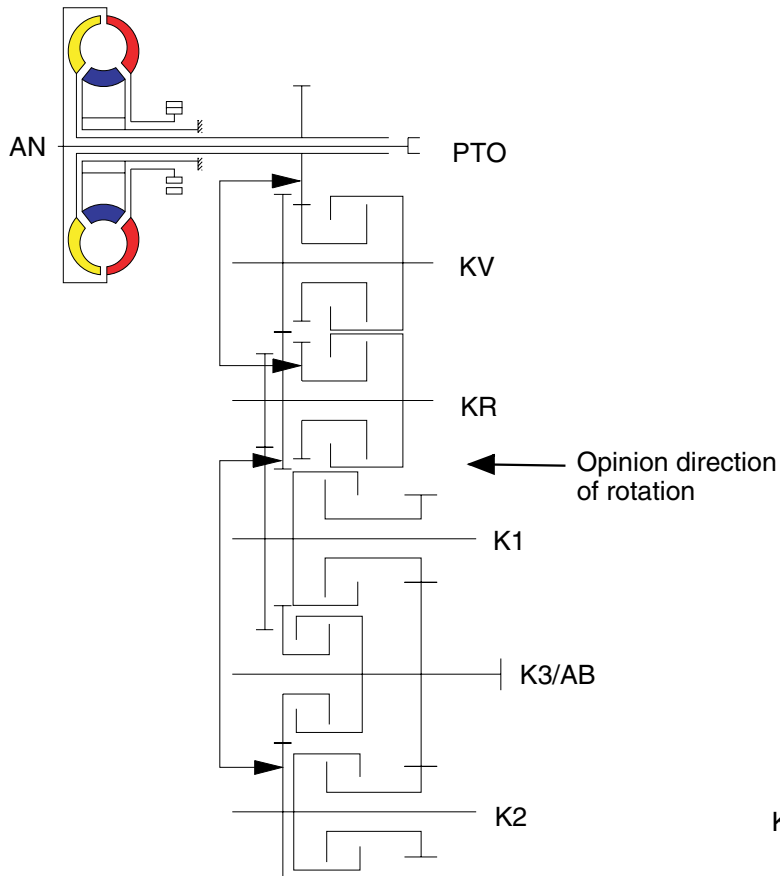 AN
PTO
KV
KR
Opinion direction
of rotation
K1
K3/AB
K2
K